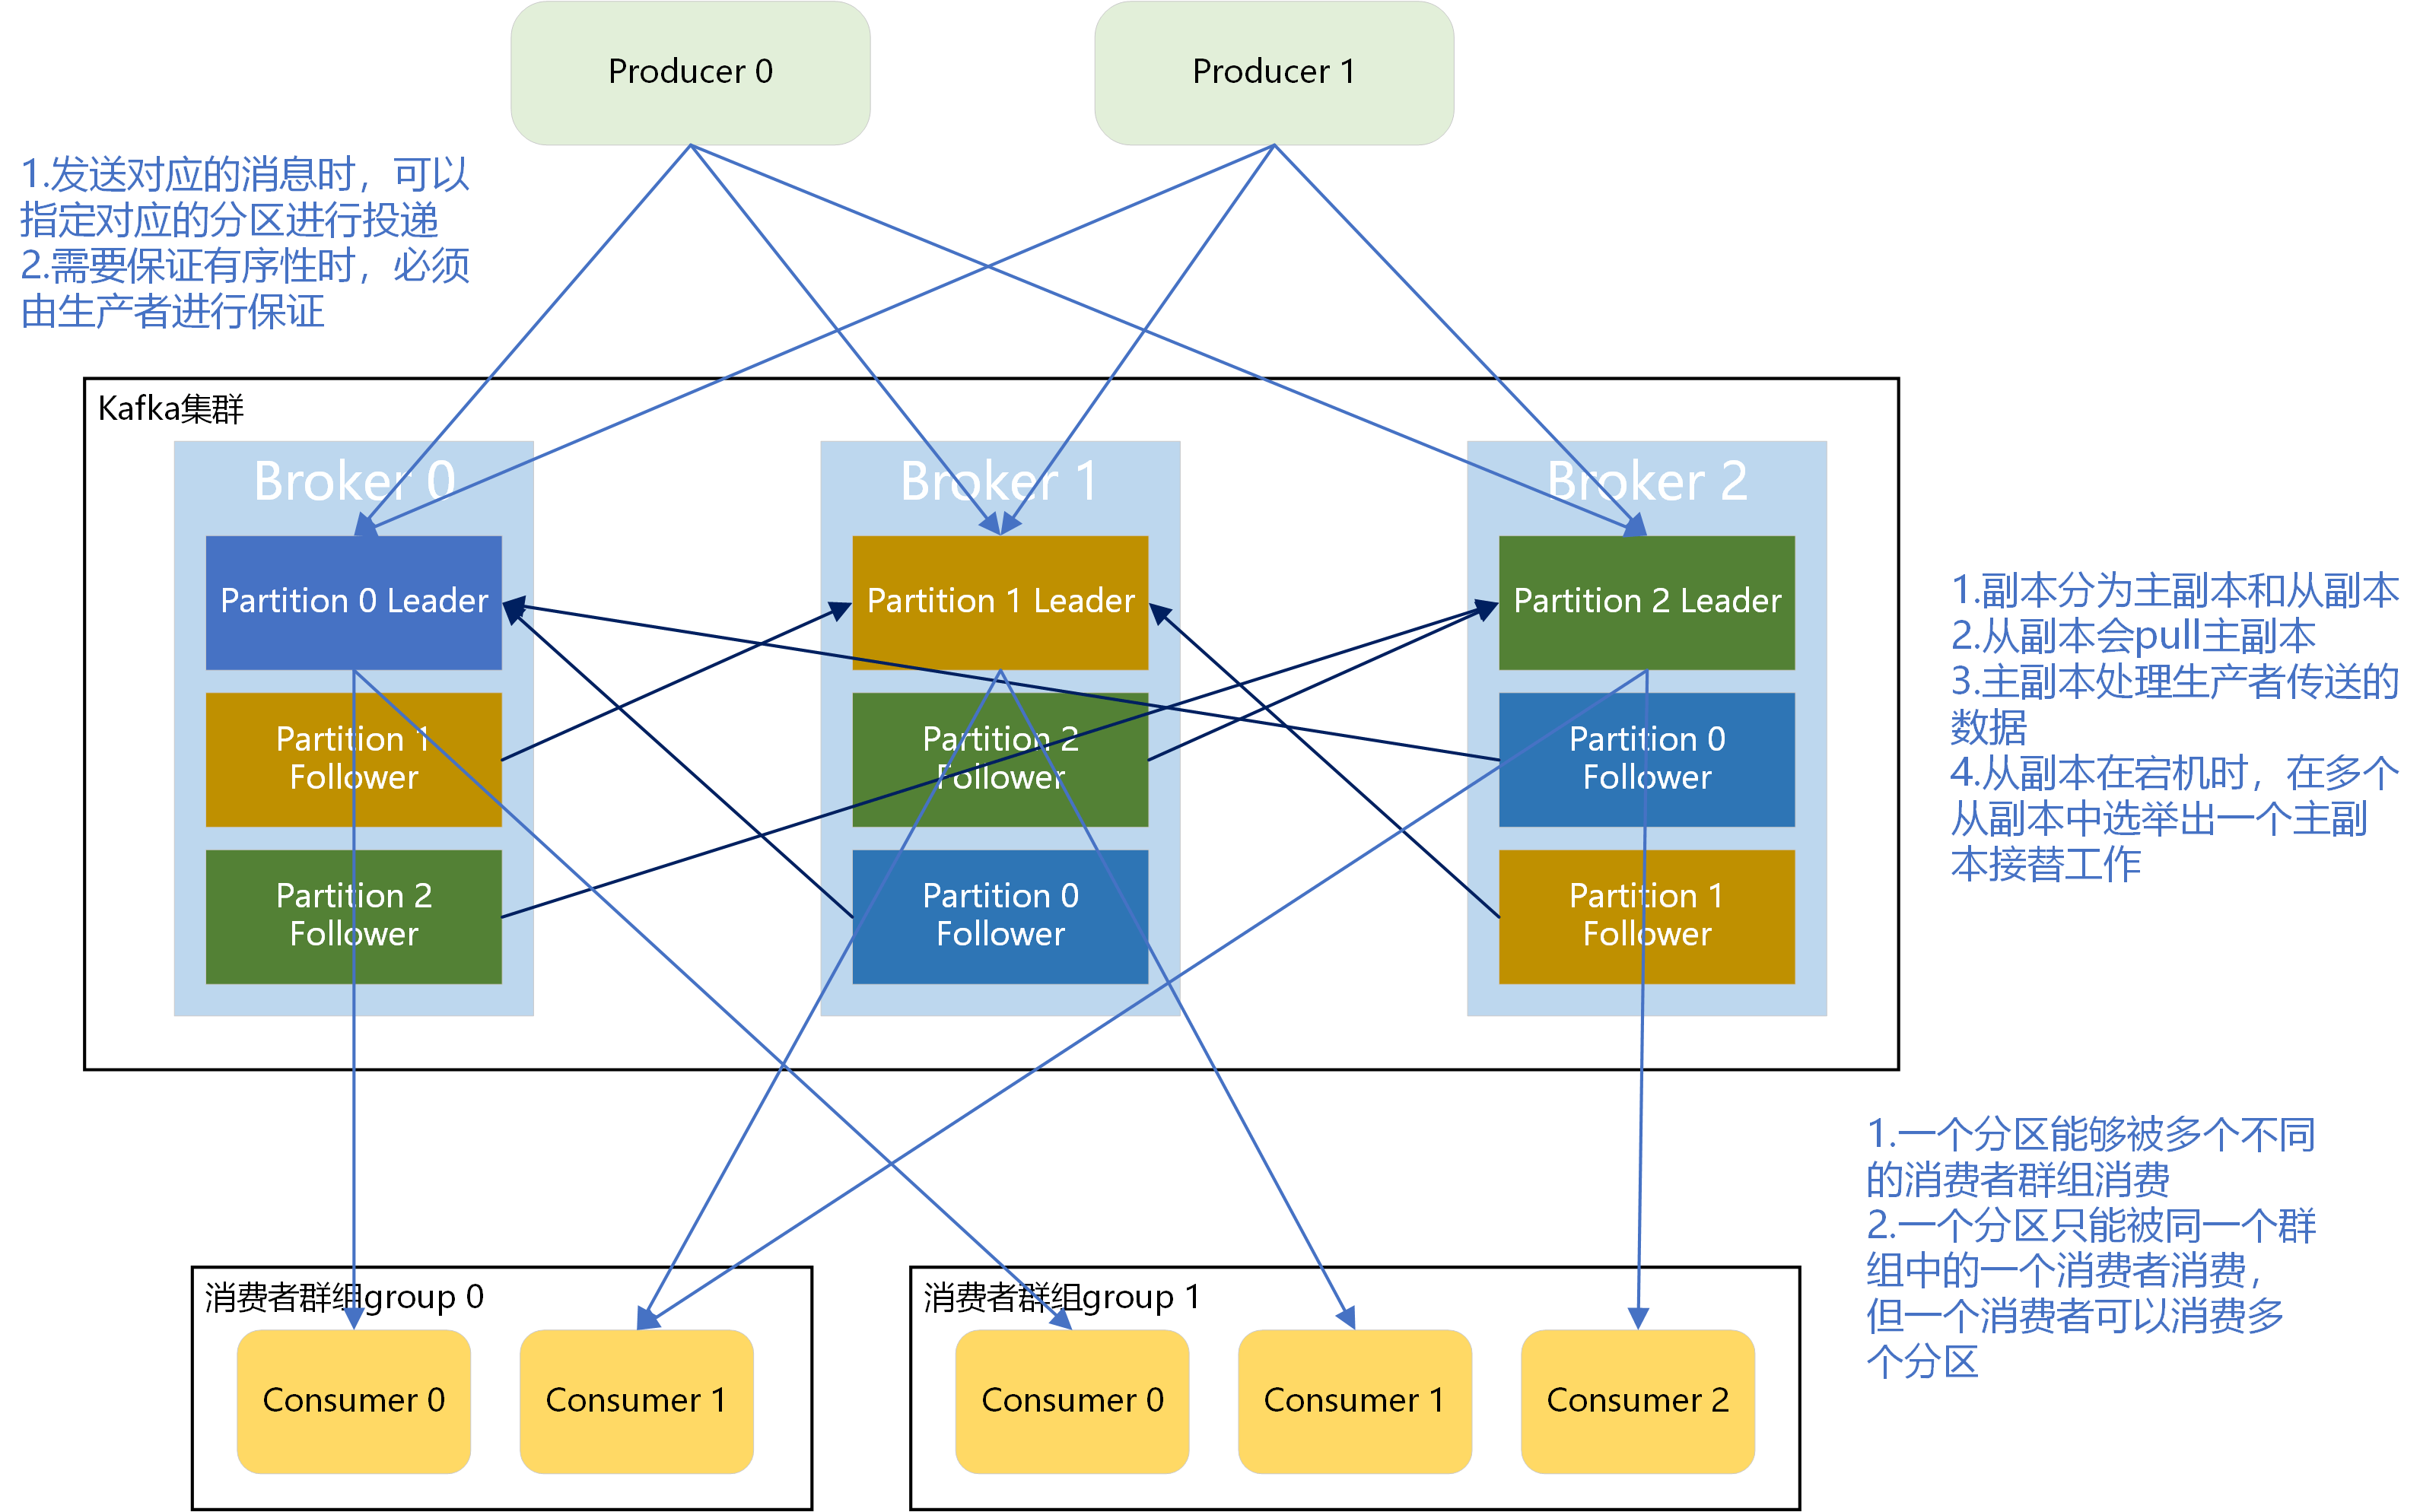 Producer 0
Producer 1
1.发送对应的消息时，可以
指定对应的分区进行投递
2.需要保证有序性时，必须
由生产者进行保证
Kafka集群
Broker 0
Broker 1
Broker 2
Partition 0 Leader
Partition 1 Leader
Partition 2 Leader
Partition 1
Follower
Partition 2
Follower
Partition 0
Follower
Partition 2
Follower
Partition 0
Follower
Partition 1
Follower
1.副本分为主副本和从副本
2.从副本会pull主副本
3.主副本处理生产者传送的
数据
4.从副本在宕机时，在多个
从副本中选举出一个主副
本接替工作
1.一个分区能够被多个不同
的消费者群组消费
2.一个分区只能被同一个群
组中的一个消费者消费，
但一个消费者可以消费多
个分区
消费者群组group 0
消费者群组group 1
Consumer 0
Consumer 1
Consumer 0
Consumer 1
Consumer 2